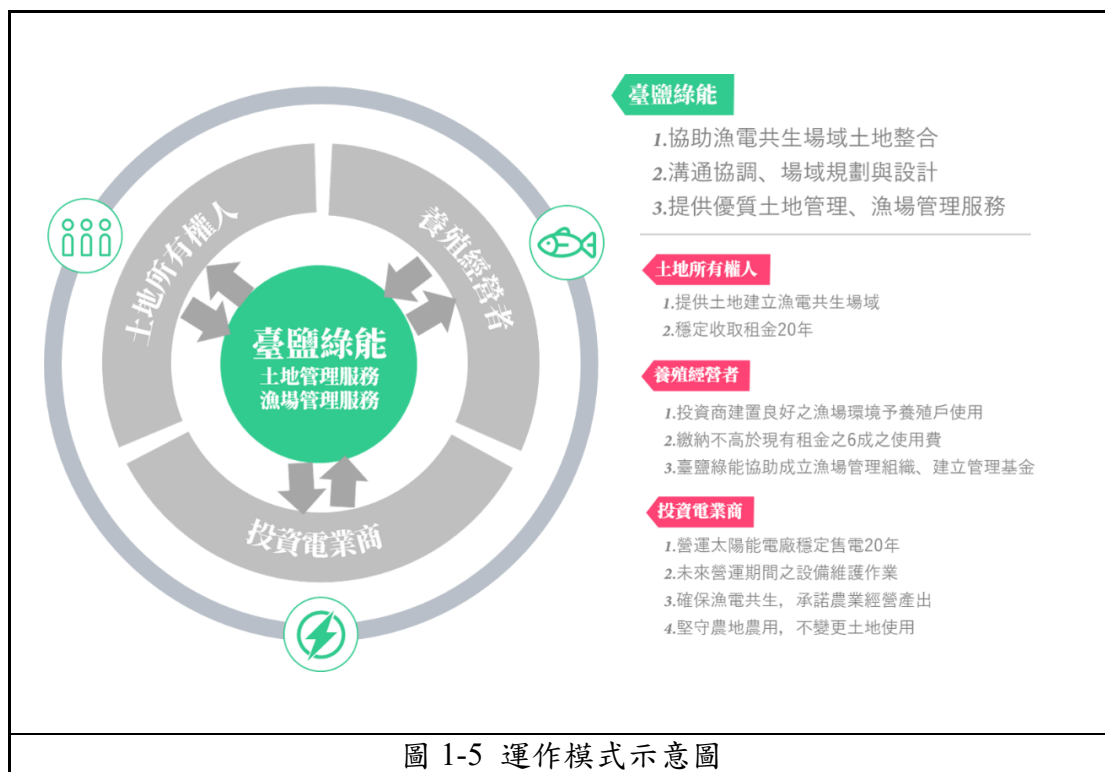 土地所有權人
養殖經營者
投資電業商
臺鹽綠能
土地管理服務
漁場管理服務
臺鹽綠能
1.協助漁電共生場域土地整合
2.溝通協調、場域規劃與設計
3.提供優質土地管理、漁場管理服務
土地所有權人
1.提供土地建立漁電共生場域
2.穩定收取租金20年
養殖經營者
1.投資商建置良好之漁場環境予養殖戶使用
2.繳納不高於現有租金之6成之使用費
3.臺鹽綠能協助成立漁場管理組織、建立管理基金
投資電業商
1.營運太陽能電廠穩定售電20年
2.未來營運期間之設備維護作業
3.確保漁電共生，承諾農業經營產出
4.堅守農地農用，不變更土地使用
圖 1-5 運作模式示意圖